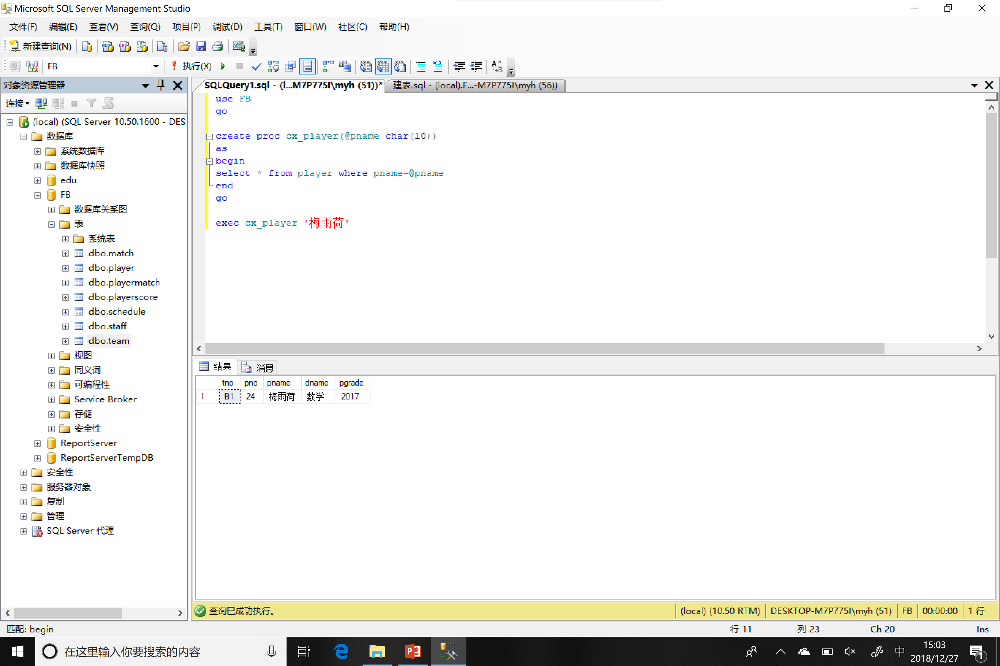 Microsoft SQL Server Management Studio
文件(F) 编辑(E) 查看(V) 查询(Q) 项目(P) 调试(D) 工具(T) 窗口(W) 社区(C) 帮助(H)
新建查询(N)
FB 执行(X)
对象资源管理器
连接
(local) (SQL Server 10.50.1600 - DES
数据库
系统数据库
数据库快照
edu
FB
数据库关系图
表
系统表
dbo.match
dbo.player
dbo.playermatch
dbo.playerscore
dbo.schedule
dbo.staff
dbo.team
视图
同义词
可编程性
Service Broker
存储
安全性
ReportServer
ReportServerTempDB
安全性
服务器对象
复制
管理
SQL Server 代理
SQLQuery1.sql - (l...M7P775I\myh (51))* 建表.sql - (local).F...-M7P775I\myh (56))
use FB
go
create proc cx_player(@pname char(10))
as
begin
select * from player where pname=@pname
end
go
exec cx_player '梅雨荷'
结果 消息
tno pno pname dname pgrade
1 B1 24 梅雨荷 数学 2017
查询已成功执行。 (local) (10.50 RTM) DESKTOP-M7P775I\myh (51) FB 00:00:00 1 行
匹配: begin 行 11 列 23 Ch 20 Ins
在这里输入你要搜索的内容
中 15:03
2018/12/27
1